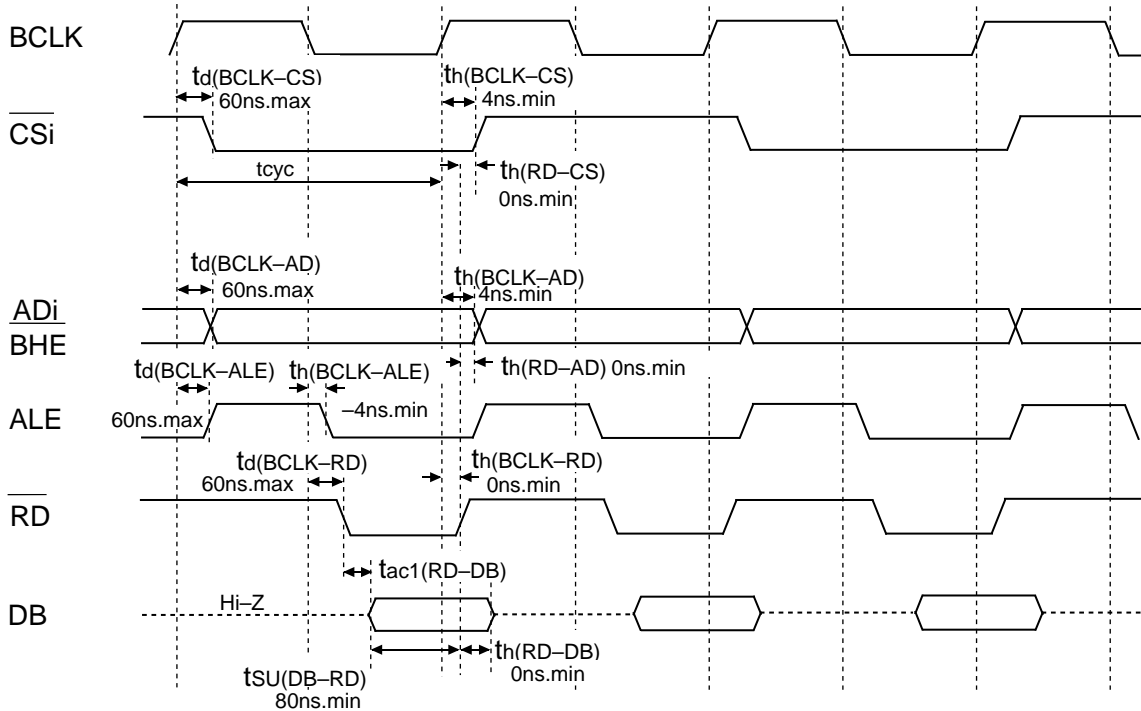 BCLK
td(BCLK–CS)
60ns.max
th(BCLK–CS)
4ns.min
CSi
tcyc
th(RD–CS)
0ns.min
td(BCLK–AD)
60ns.max
th(BCLK–AD)
4ns.min
ADi
BHE
th(RD–AD) 0ns.min
td(BCLK–ALE)
th(BCLK–ALE)
60ns.max
–4ns.min
ALE
td(BCLK–RD)
60ns.max
th(BCLK–RD)
0ns.min
RD
tac1(RD–DB)
Hi–Z
DB
th(RD–DB)
0ns.min
tSU(DB–RD)
80ns.min